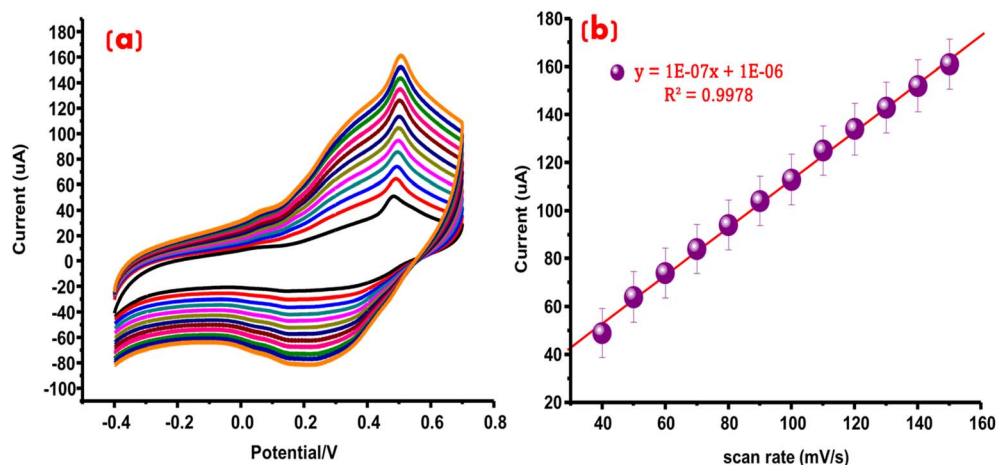 (a)
180
160
140
120
100
80
60
40
20
0
-20
-40
-60
-80
-100
Current (uA)
-0.4 -0.2 0.0 0.2 0.4 0.6 0.8
Potential/V
(b)
y = 1E-07x + 1E-06
R² = 0.9978
180
160
140
120
100
80
60
40
20
Current (uA)
40 60 80 100 120 140 160
scan rate (mV/s)